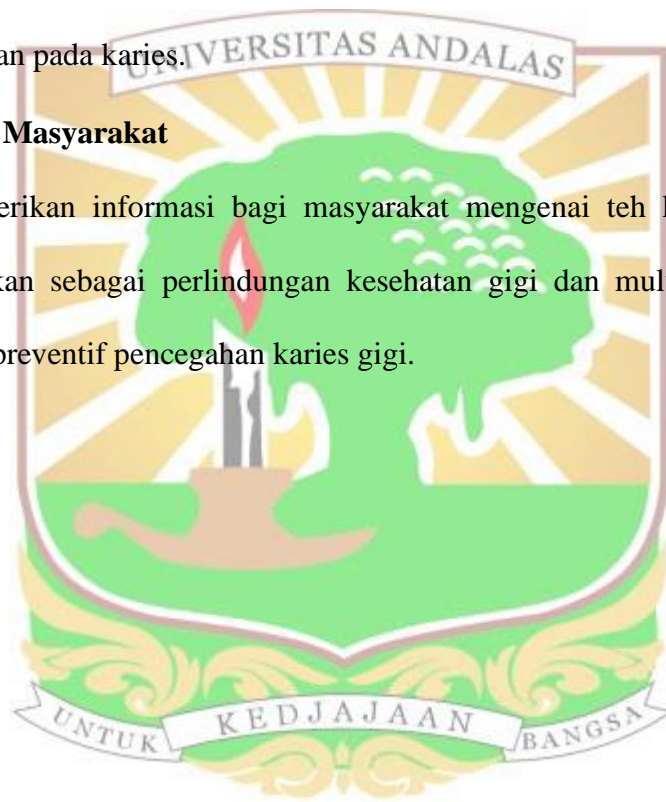 an pada karies.
UNIVERSITAS ANDALAS
Masyarakat
erikan informasi bagi masyarakat mengenai teh
kan sebagai perlindungan kesehatan gigi dan mul
preventif pencegahan karies gigi.
UNTUK KEDJAJAAN BANGSA